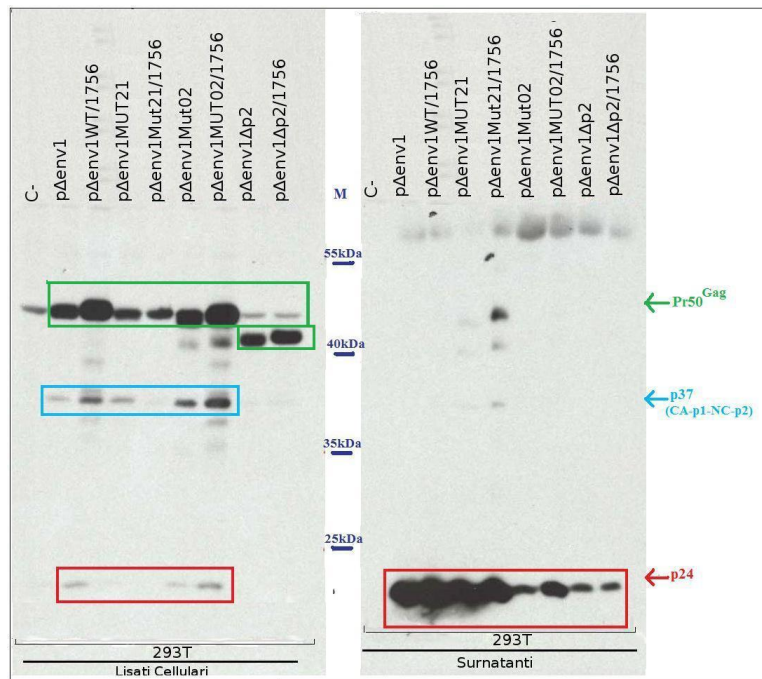 C-
pΔenv1
pΔenv1WT/1756
pΔenv1MUT21
pΔenv1Mut21/1756
pΔenv1Mut02
pΔenv1MUT02/1756
pΔenv1Δp2
pΔenv1Δp2/1756
M
55kDa
40kDa
35kDa
25kDa
293T
Lisati Cellulari
C-
pΔenv1
pΔenv1WT/1756
pΔenv1MUT21
pΔenv1Mut21/1756
pΔenv1Mut02
pΔenv1MUT02/1756
pΔenv1Δp2
pΔenv1Δp2/1756
Pr50Gag
p37
(CA-p1-NC-p2)
p24
293T
Surnatanti